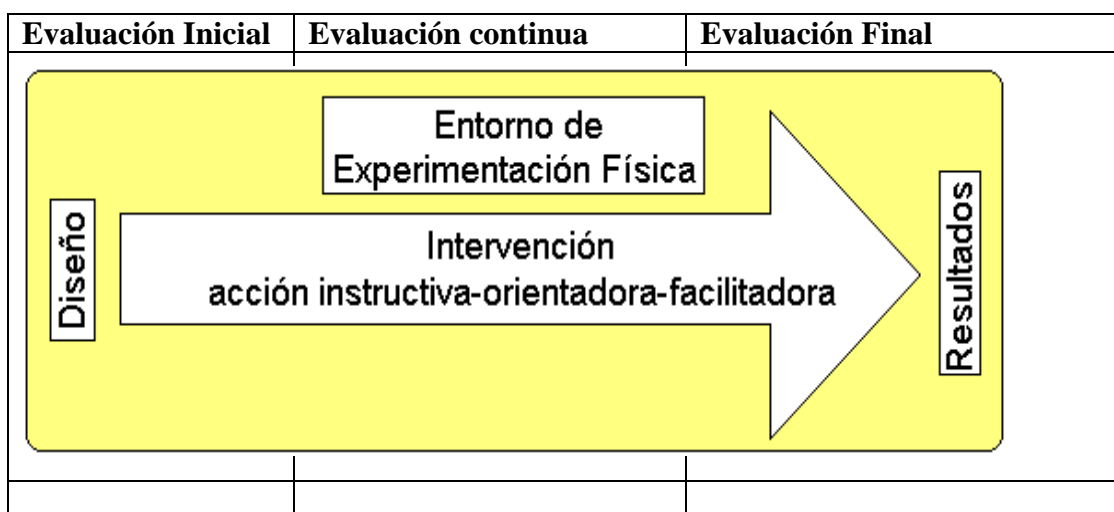 Evaluación Inicial
Evaluación continua
Evaluación Final
Entorno de
Experimentación Física
Diseño
Intervención
acción instructiva-orientadora-facilitadora
Resultados